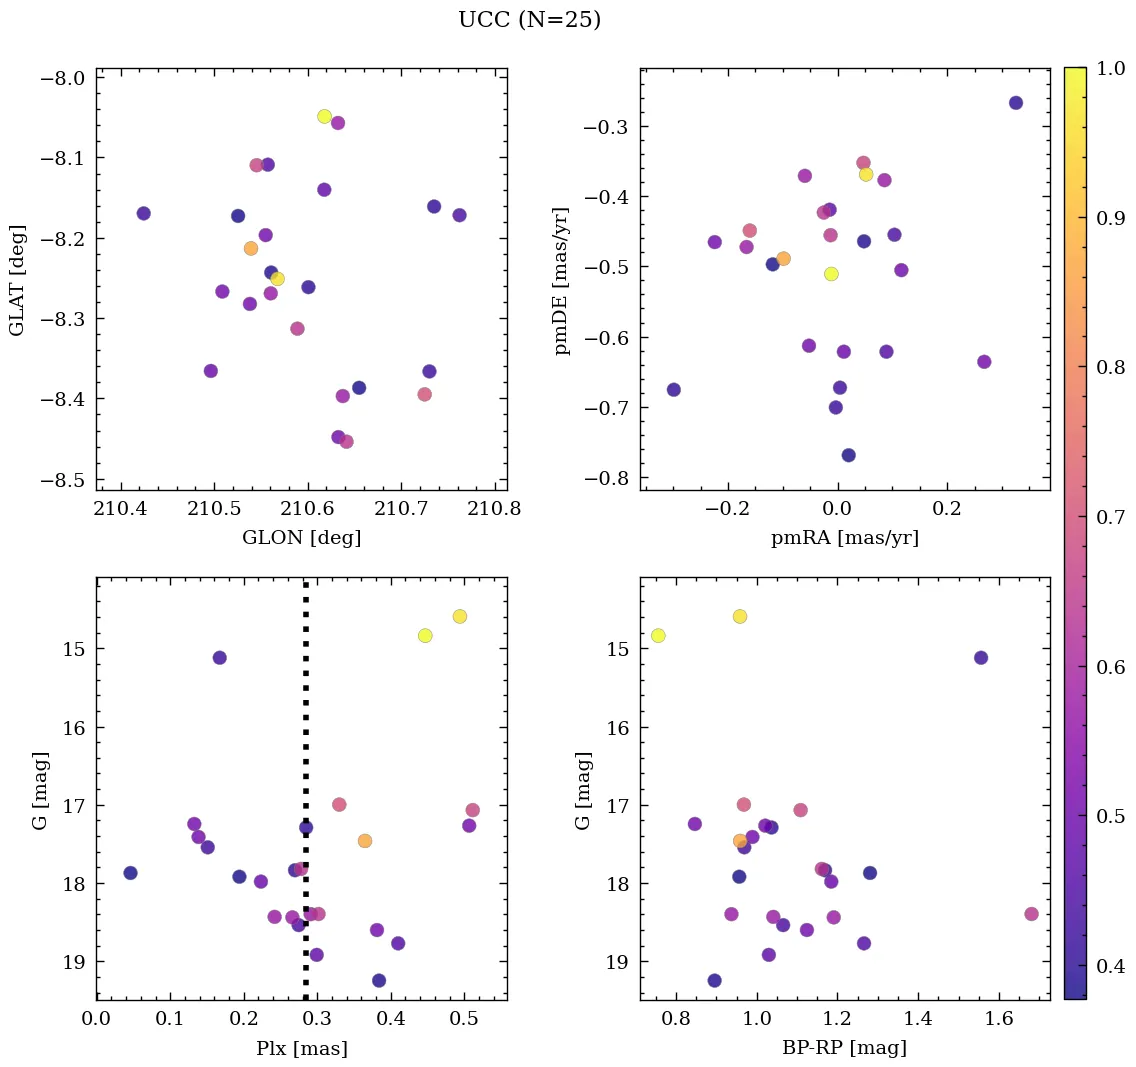 UCC (N=25)
−8.0
−8.1
−8.2
−8.3
−8.4
−8.5
GLAT [deg]
210.4 210.5 210.6 210.7 210.8
GLON [deg]
−0.3
−0.4
−0.5
−0.6
−0.7
−0.8
pmDE [mas/yr]
−0.2 0.0 0.2
pmRA [mas/yr]
15
16
17
18
19
G [mag]
0.0 0.1 0.2 0.3 0.4 0.5
Plx [mas]
15
16
17
18
19
G [mag]
0.8 1.0 1.2 1.4 1.6
BP-RP [mag]
1.0
0.9
0.8
0.7
0.6
0.5
0.4